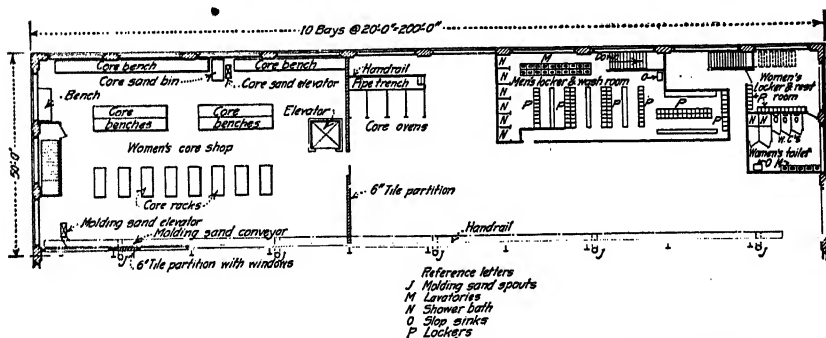 10 Bays @ 20'-0"=200'-0"
50'-0"
Core bench
Core bench
Core sand bin
Core sand elevator
Handrail
Pipe trench
Bench
Core benches
Core benches
Elevator
Core ovens
Women's core shop
Core racks
6" Tile partition
Molding sand elevator
Molding sand conveyor
6" Tile partition with windows
Handrail
M
Down
O
Men's locker & wash room
N
N
N
N
N
N
P
P
P
P
P
Women's
locker & rest
room
P
N
N
W.C's
Women's toilet
O
M
J
J
J
J
J
Reference letters
J Molding sand spouts
M Lavatories
N Shower bath
O Slop sinks
P Lockers